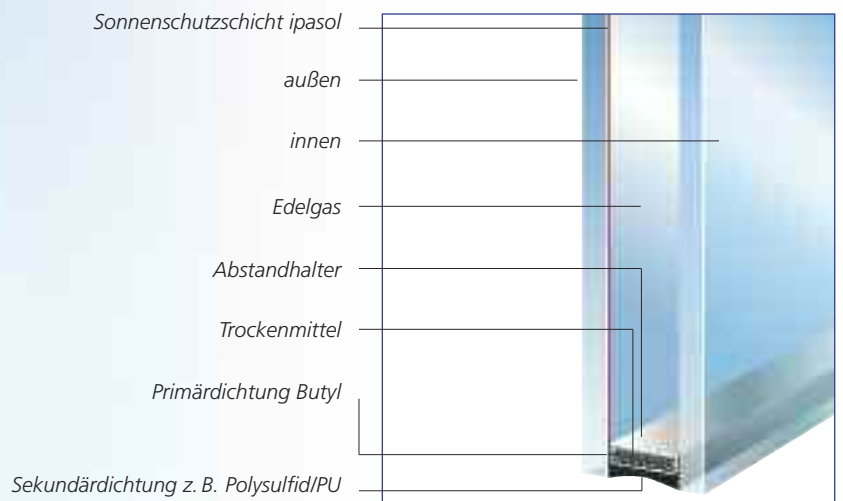 Sonnenschutzschicht ipasol
außen
innen
Edelgas
Abstandhalter
Trockenmittel
Primärdichtung Butyl
Sekundärdichtung z. B. Polysulfid/PU